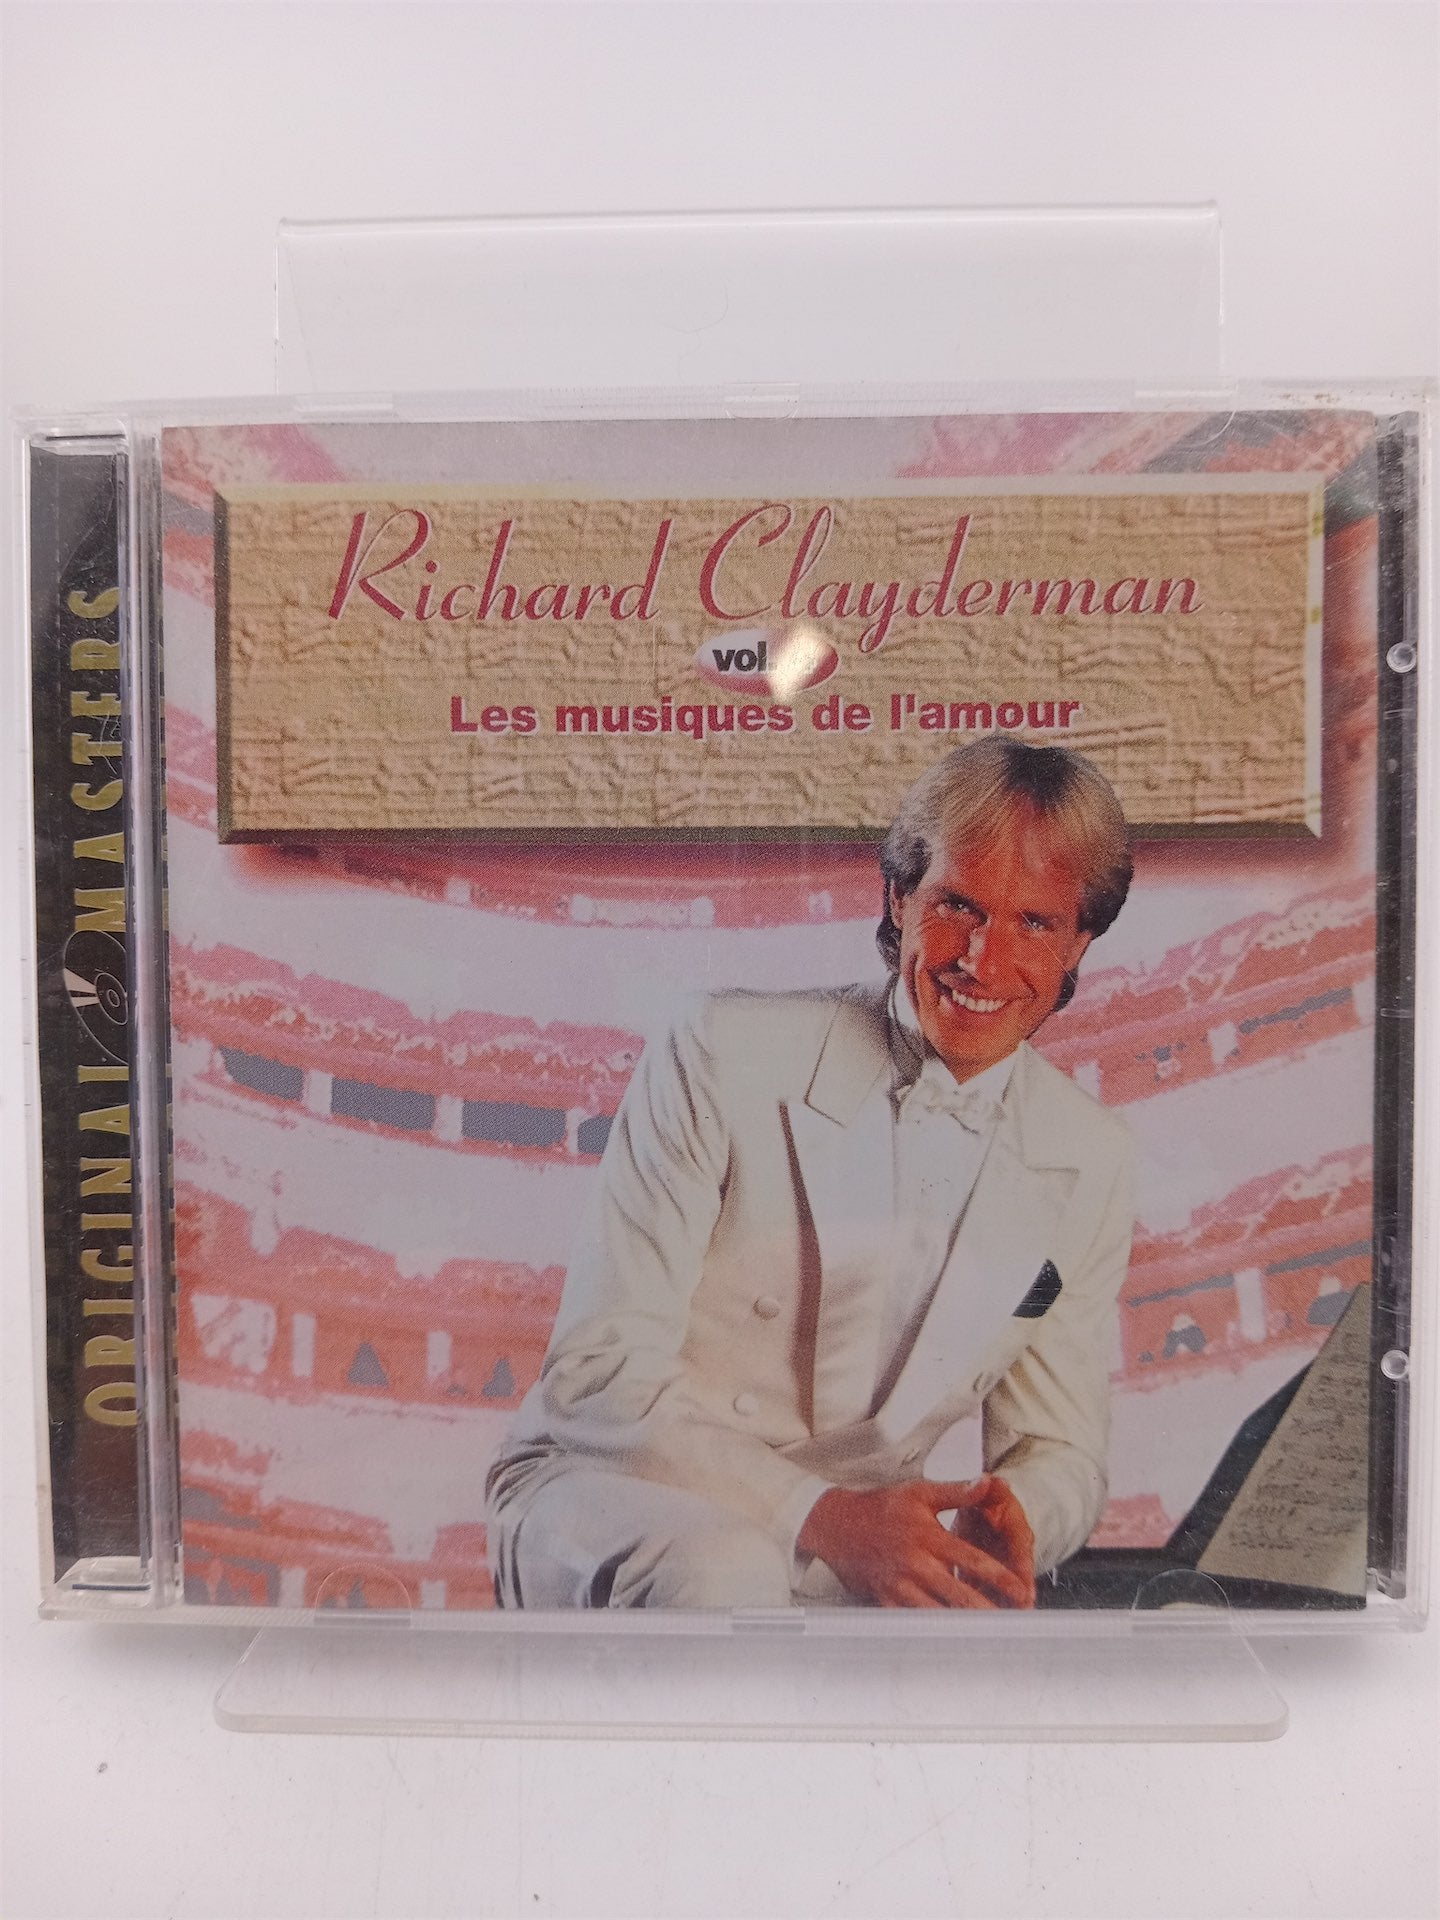 Richard Clayderman
vol.
Les musiques de l'amour
ORIGINAL MASTERS